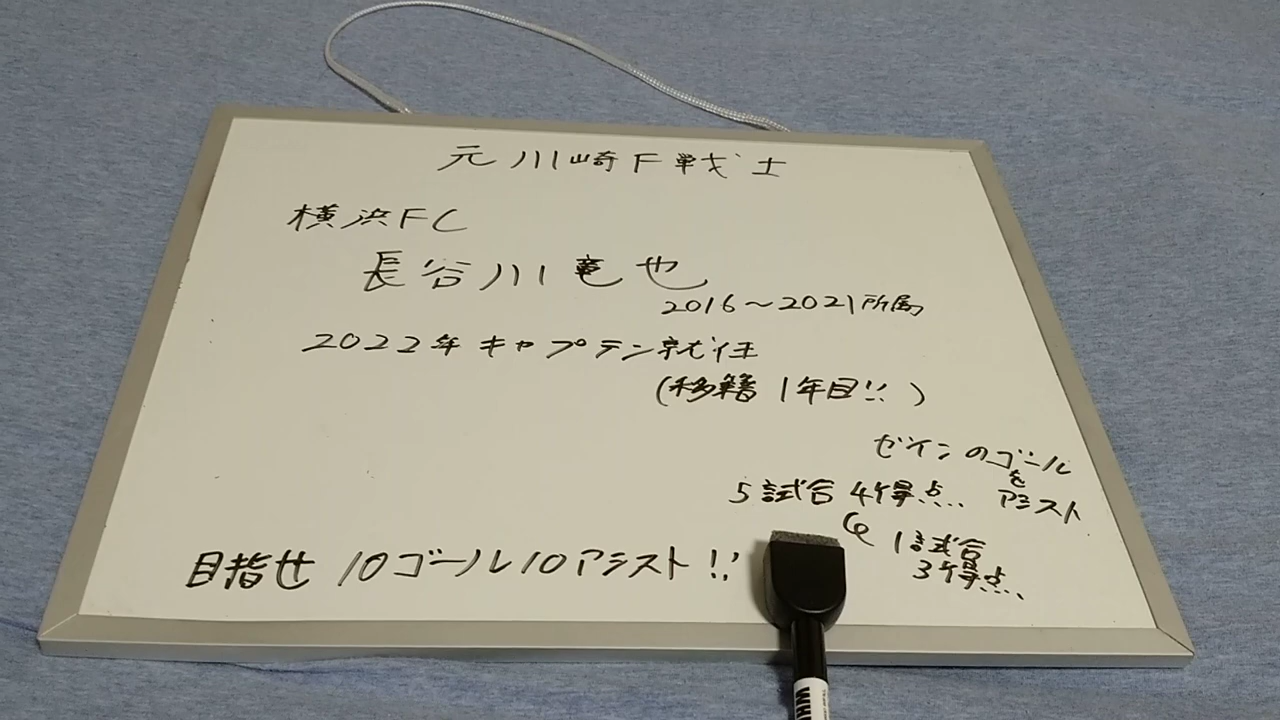 元川崎F戦士
横浜FC
長谷川竜也
2016～2021所属
2022年キャプテン就任
(移籍1年目!!)
ゼインのゴール
を
アシスト
5試合 4得点...
1試合
3得点...
目指せ 10ゴール10アシスト!!